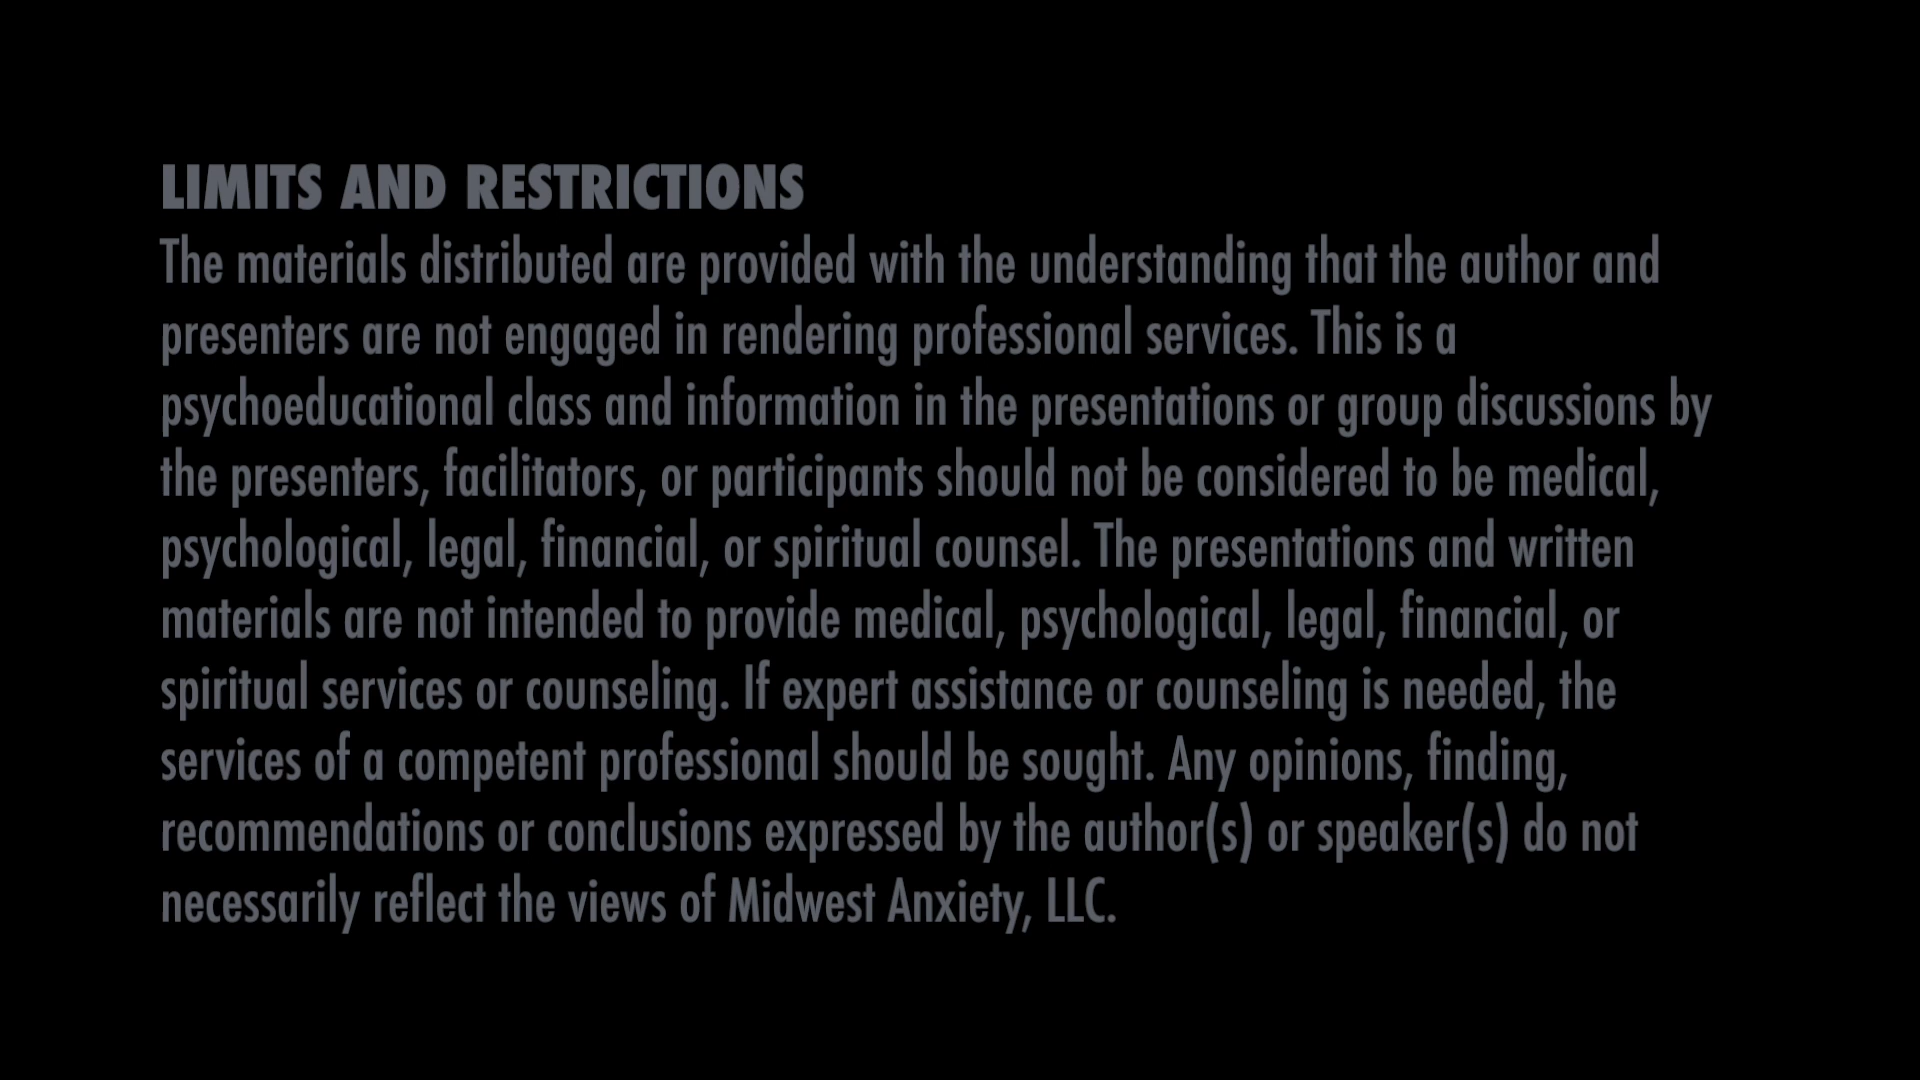 LIMITS AND RESTRICTIONS
The materials distributed are provided with the understanding that the author and
presenters are not engaged in rendering professional services. This is a
psychoeducational class and information in the presentations or group discussions by
the presenters, facilitators, or participants should not be considered to be medical,
psychological, legal, financial, or spiritual counsel. The presentations and written
materials are not intended to provide medical, psychological, legal, financial, or
spiritual services or counseling. If expert assistance or counseling is needed, the
services of a competent professional should be sought. Any opinions, finding,
recommendations or conclusions expressed by the author(s) or speaker(s) do not
necessarily reflect the views of Midwest Anxiety, LLC.